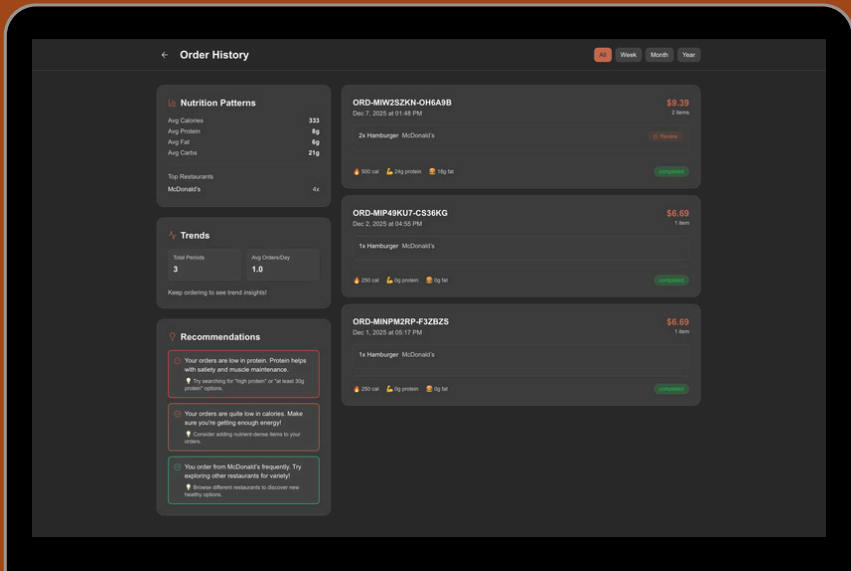 Order History
All Week Month Year
Nutrition Patterns
Avg Calories 333
Avg Protein 8g
Avg Fat 6g
Avg Carbs 21g
Top Restaurants
McDonald's 4x
Trends
Total Periods
3
Avg Orders/Day
1.0
Keep ordering to see trend insights!
Recommendations
Your orders are low in protein. Protein helps
with satiety and muscle maintenance.
Try searching for "high protein" or "at least 30g
protein" options.
Your orders are quite low in calories. Make
sure you're getting enough energy!
Consider adding nutrient-dense items to your
orders.
You order from McDonald's frequently. Try
exploring other restaurants for variety!
Browse different restaurants to discover new
healthy options.
ORD-MIW2SZKN-OH6A9B $9.39
Dec 7, 2025 at 01:48 PM 2 items
2x Hamburger McDonald's Review
500 cal 24g protein 18g fat completed
ORD-MIP49KU7-CS36KG $6.69
Dec 2, 2025 at 04:55 PM 1 item
1x Hamburger McDonald's
250 cal 0g protein 0g fat completed
ORD-MINPM2RP-F3ZBZS $6.69
Dec 1, 2025 at 05:17 PM 1 item
1x Hamburger McDonald's
250 cal 0g protein 0g fat completed